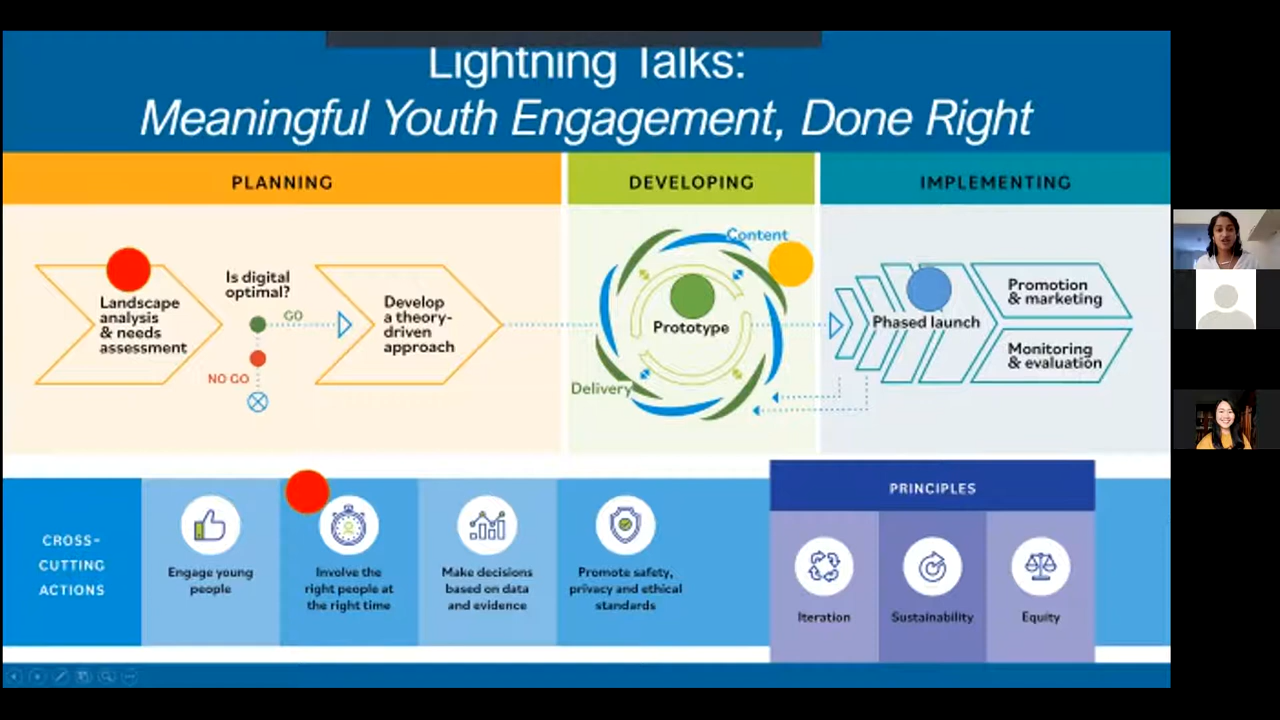 Lightning Talks:
Meaningful Youth Engagement, Done Right
PLANNING
DEVELOPING
IMPLEMENTING
Landscape
analysis
& needs
assessment
Is digital
optimal?
GO
NO GO
Develop
a theory-
driven
approach
Content
Prototype
Delivery
Phased launch
Promotion
& marketing
Monitoring
& evaluation
CROSS-
CUTTING
ACTIONS
Engage young
people
Involve the
right people at
the right time
Make decisions
based on data
and evidence
Promote safety,
privacy and ethical
standards
PRINCIPLES
Iteration
Sustainability
Equity